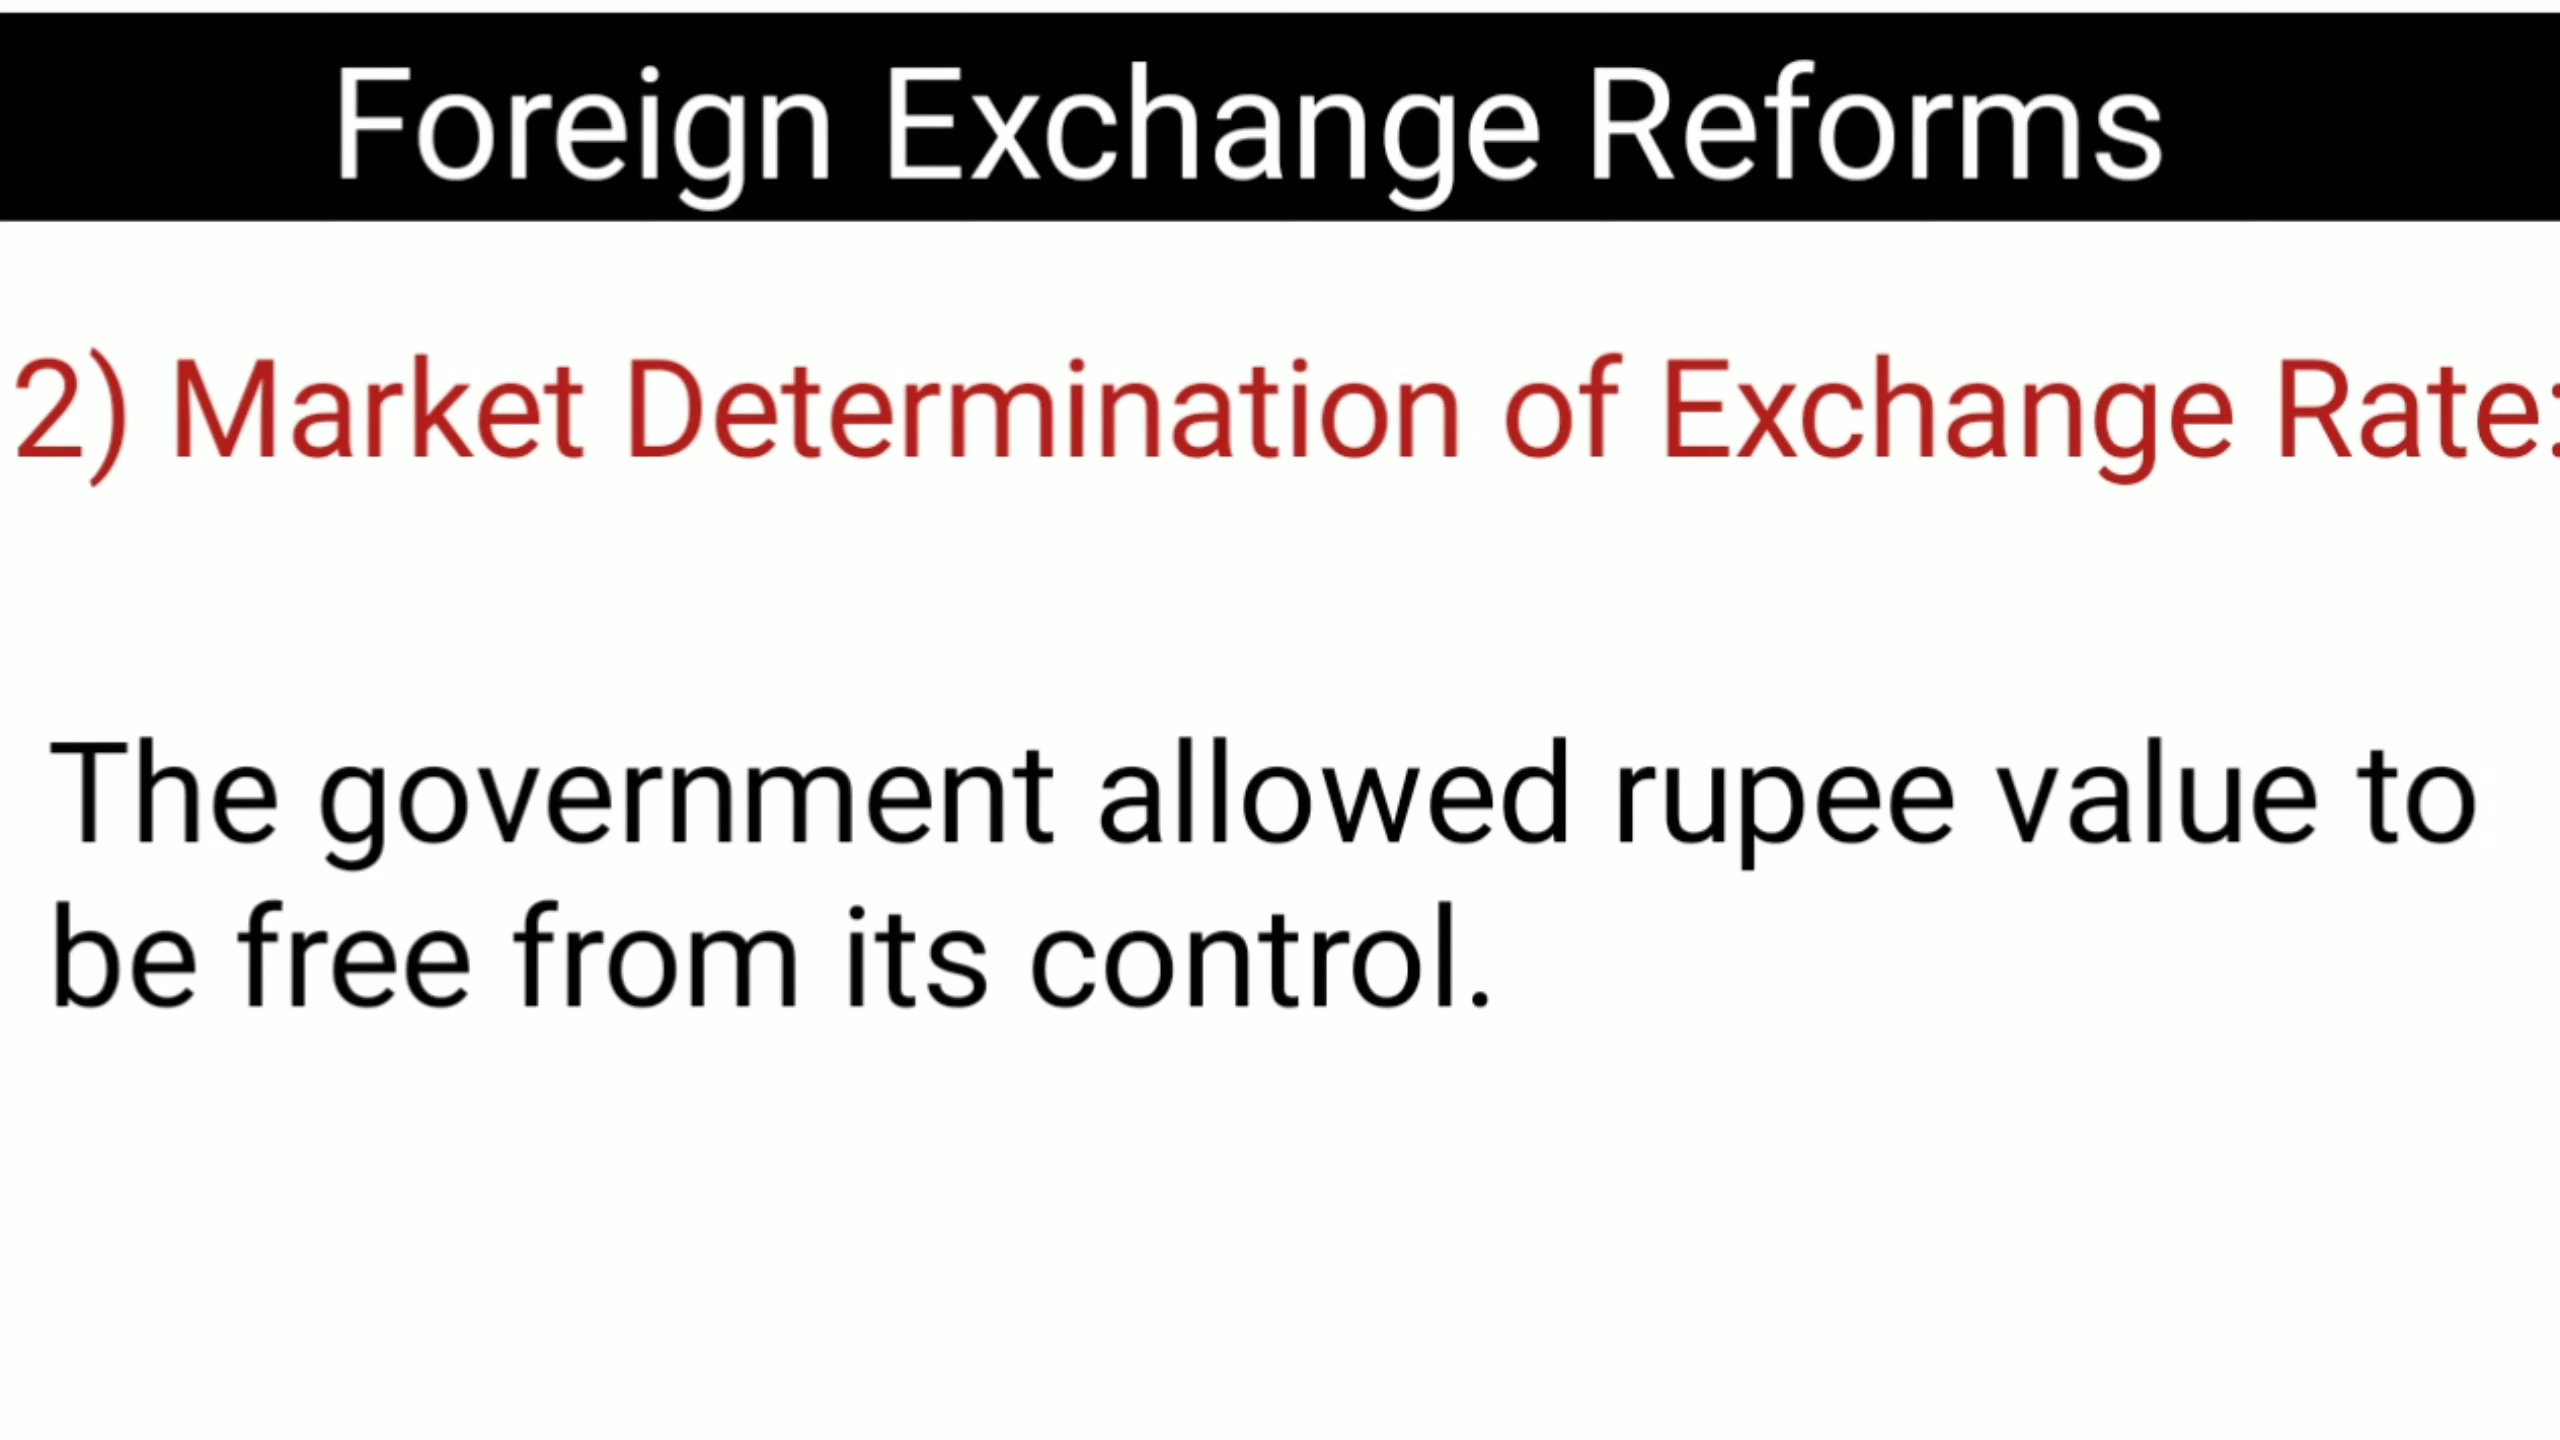 Foreign Exchange Reforms
2) Market Determination of Exchange Rate:
The government allowed rupee value to
be free from its control.